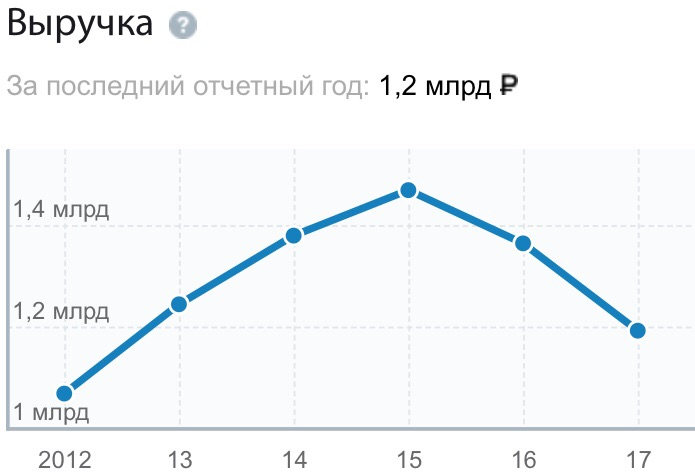 Выручка ?
За последний отчетный год: 1,2 млрд ₽
1,4 млрд
1,2 млрд
1 млрд
2012 13 14 15 16 17